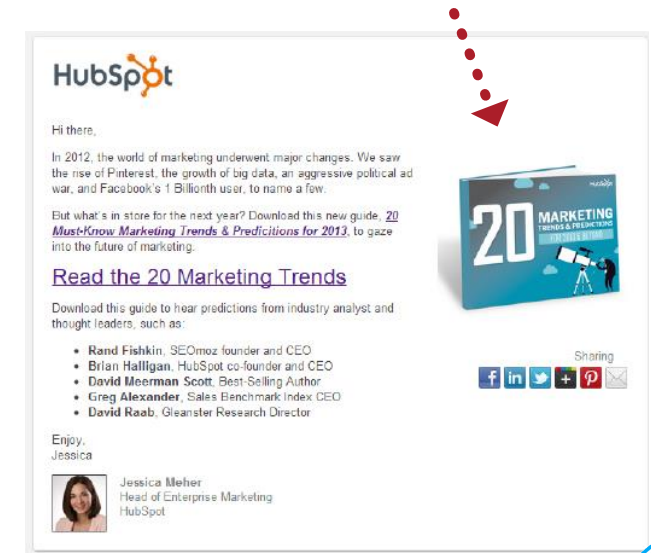 HubSpot
Hi there,
In 2012, the world of marketing underwent major changes. We saw
the rise of Pinterest, the growth of big data, an aggressive political ad
war, and Facebook's 1 Billionth user, to name a few.
But what's in store for the next year? Download this new guide, 20
Must-Know Marketing Trends & Predicitions for 2013, to gaze
into the future of marketing.
Read the 20 Marketing Trends
Download this guide to hear predictions from industry analyst and
thought leaders, such as:
• Rand Fishkin, SEOmoz founder and CEO
• Brian Halligan, HubSpot co-founder and CEO
• David Meerman Scott, Best-Selling Author
• Greg Alexander, Sales Benchmark Index CEO
• David Raab, Gleanster Research Director
Enjoy,
Jessica
Jessica Meher
Head of Enterprise Marketing
HubSpot
HubSpot
20
MARKETING
TRENDS & PREDICTIONS
FOR 2013 & BEYOND
Sharing
f in + P